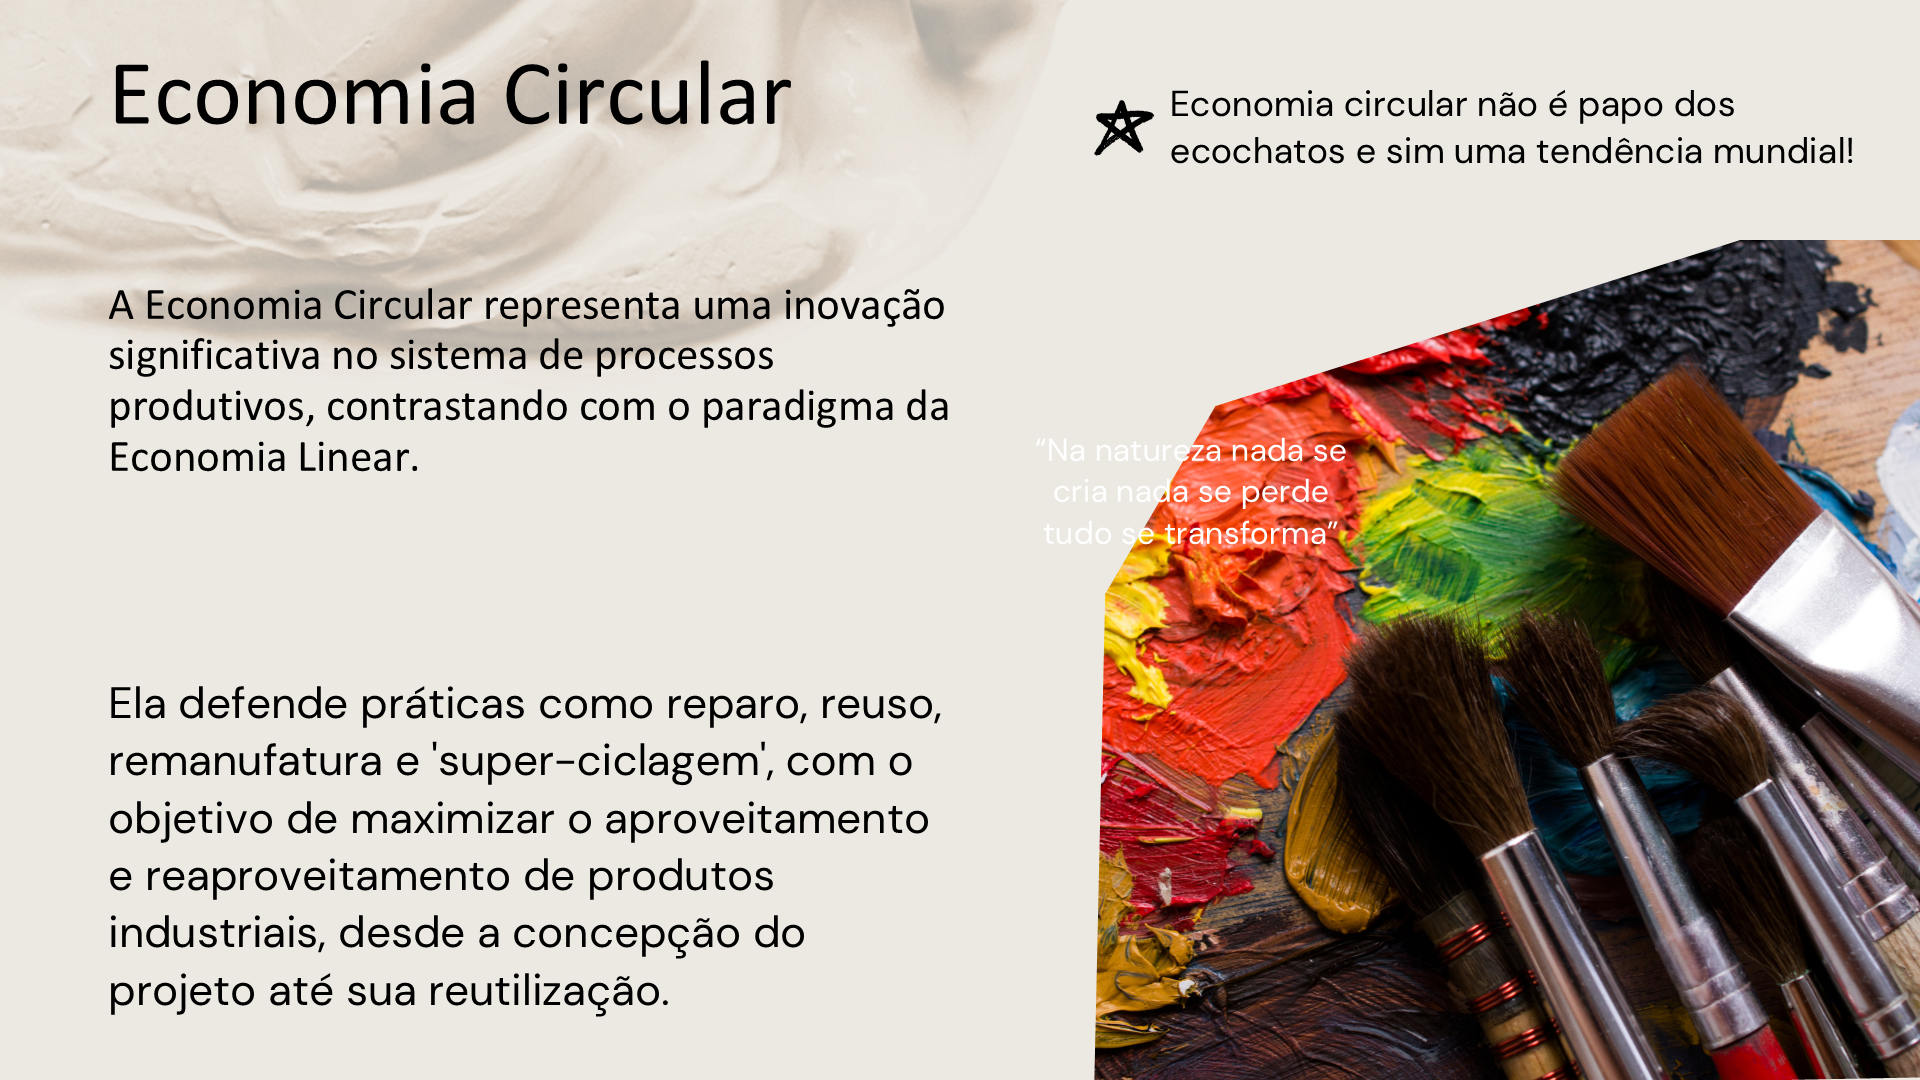 Economia Circular
Economia circular não é papo dos
ecochatos e sim uma tendência mundial!
A Economia Circular representa uma inovação
significativa no sistema de processos
produtivos, contrastando com o paradigma da
Economia Linear.
“Na natureza nada se
cria nada se perde
tudo se transforma”
Ela defende práticas como reparo, reuso,
remanufatura e 'super-ciclagem', com o
objetivo de maximizar o aproveitamento
e reaproveitamento de produtos
industriais, desde a concepção do
projeto até sua reutilização.